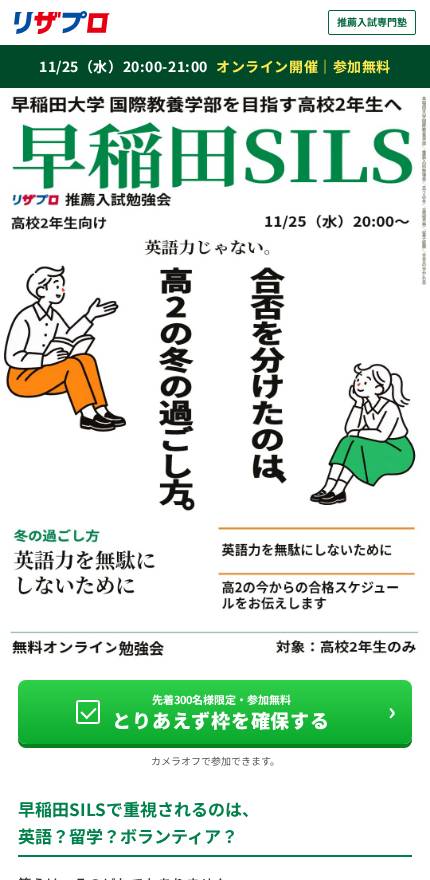 リザプロ
推薦入試専門塾
11/25（水）20:00-21:00 オンライン開催｜参加無料
早稲田大学 国際教養学部を目指す高校2年生へ
早稲田SILS
リザプロ 推薦入試勉強会
高校2年生向け
11/25（水）20:00〜
英語力じゃない。
合否を分けたのは、
高2の冬の過ごし方。
冬の過ごし方
英語力を無駄に
しないために
英語力を無駄にしないために
高2の今からの合格スケジュー
ルをお伝えします
無料オンライン勉強会
対象：高校2年生のみ
先着300名様限定・参加無料
とりあえず枠を確保する
カメラオフで参加できます。
早稲田SILSで重視されるのは、
英語？留学？ボランティア？